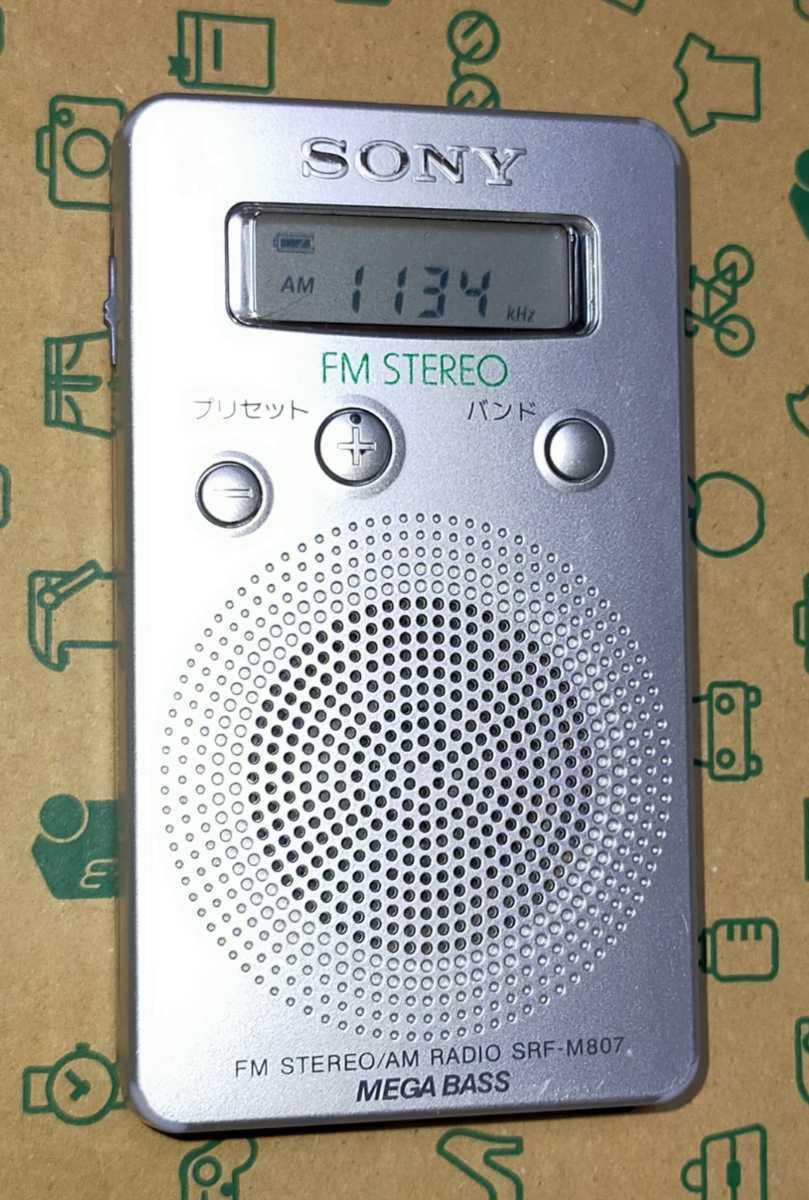 SONY
AM 1134 kHz
FM STEREO
プリセット バンド
+
−
FM STEREO/AM RADIO SRF-M807
MEGA BASS